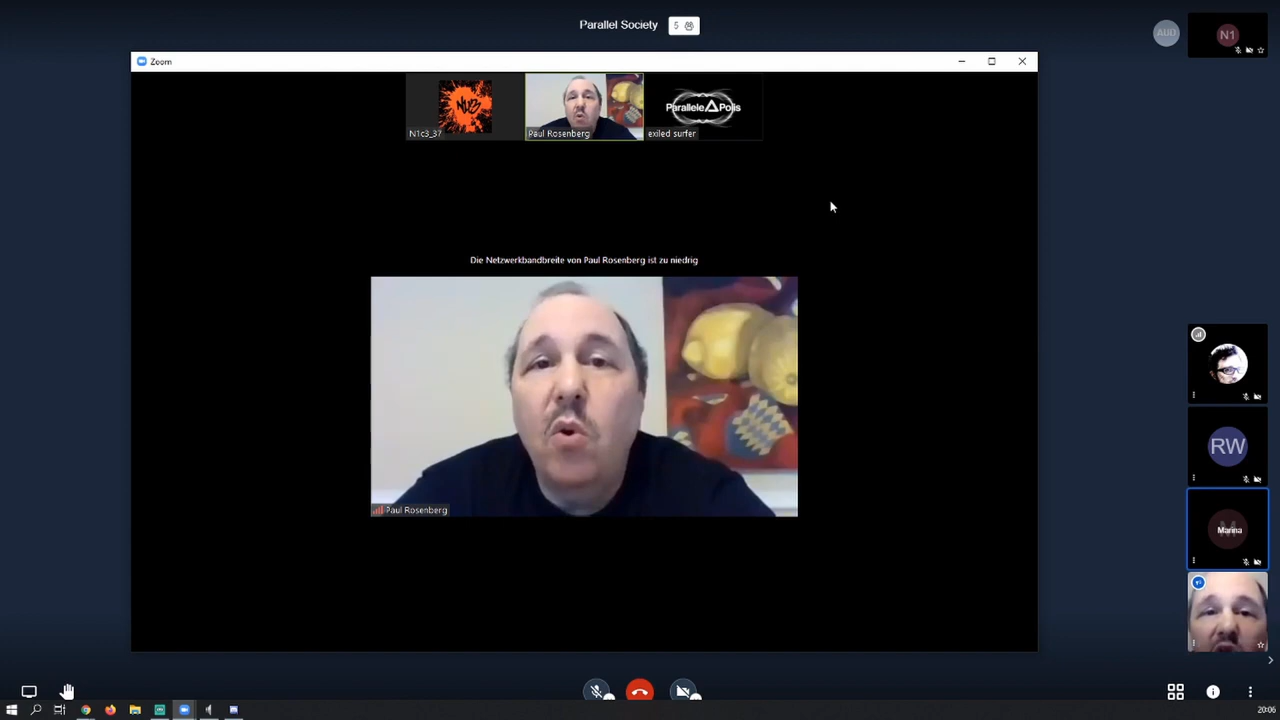 Parallel Society 5
AUD
N1
Zoom
N1c3_37
Paul Rosenberg
Parallele Polis
exiled surfer
Die Netzwerkbandbreite von Paul Rosenberg ist zu niedrig
Paul Rosenberg
RW
M
Marina
20:06